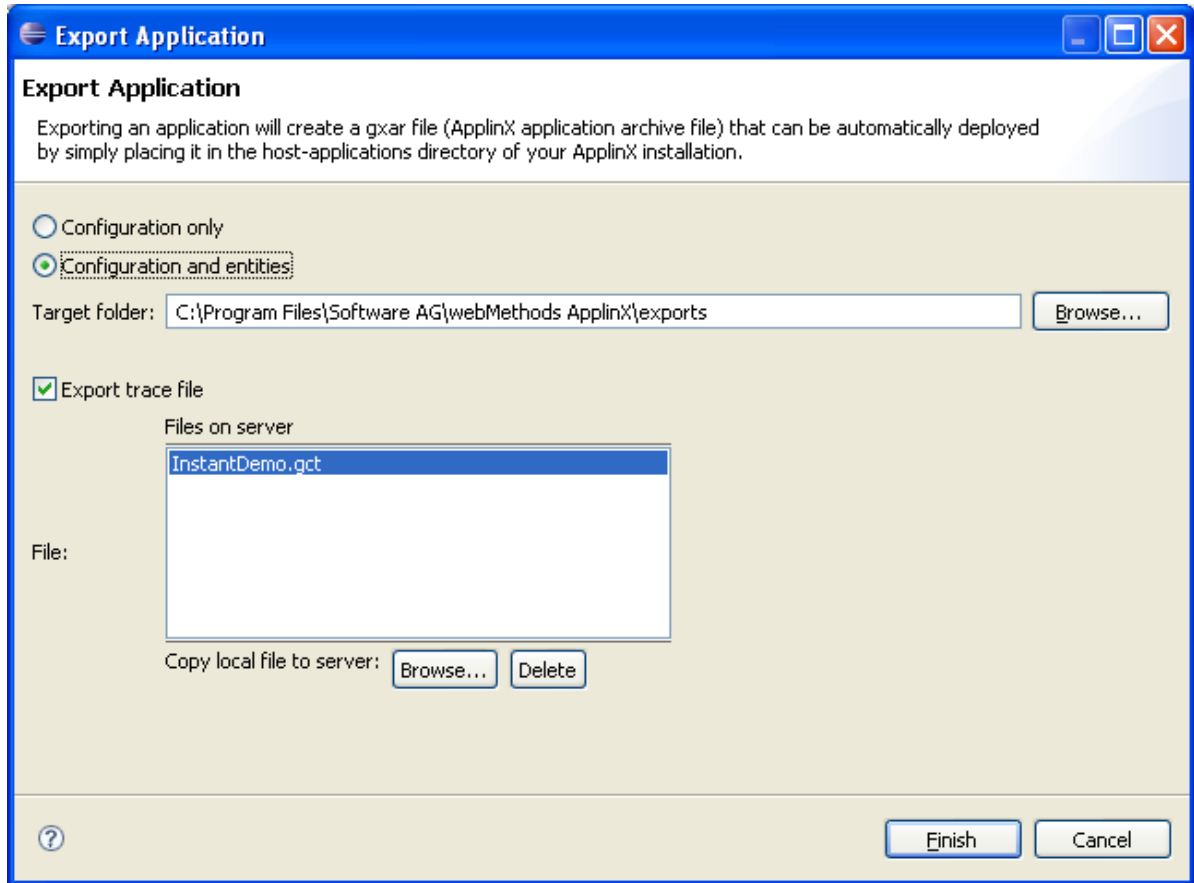 Export Application
Export Application
Exporting an application will create a gxar file (ApplinX application archive file) that can be automatically deployed
by simply placing it in the host-applications directory of your ApplinX installation.
Configuration only
Configuration and entities
Target folder: C:\Program Files\Software AG\webMethods ApplinX\exports Browse...
Export trace file
Files on server
InstantDemo.gct
File:
Copy local file to server: Browse... Delete
? Finish Cancel